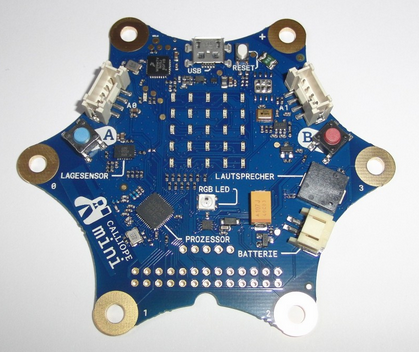 -
+
USB
RESET
A0
A1
A
B
LAGESENSOR
LAUTSPRECHER
0
3
RGB LED
CALLIOPE
mini
PROZESSOR
BATTERIE
1
2